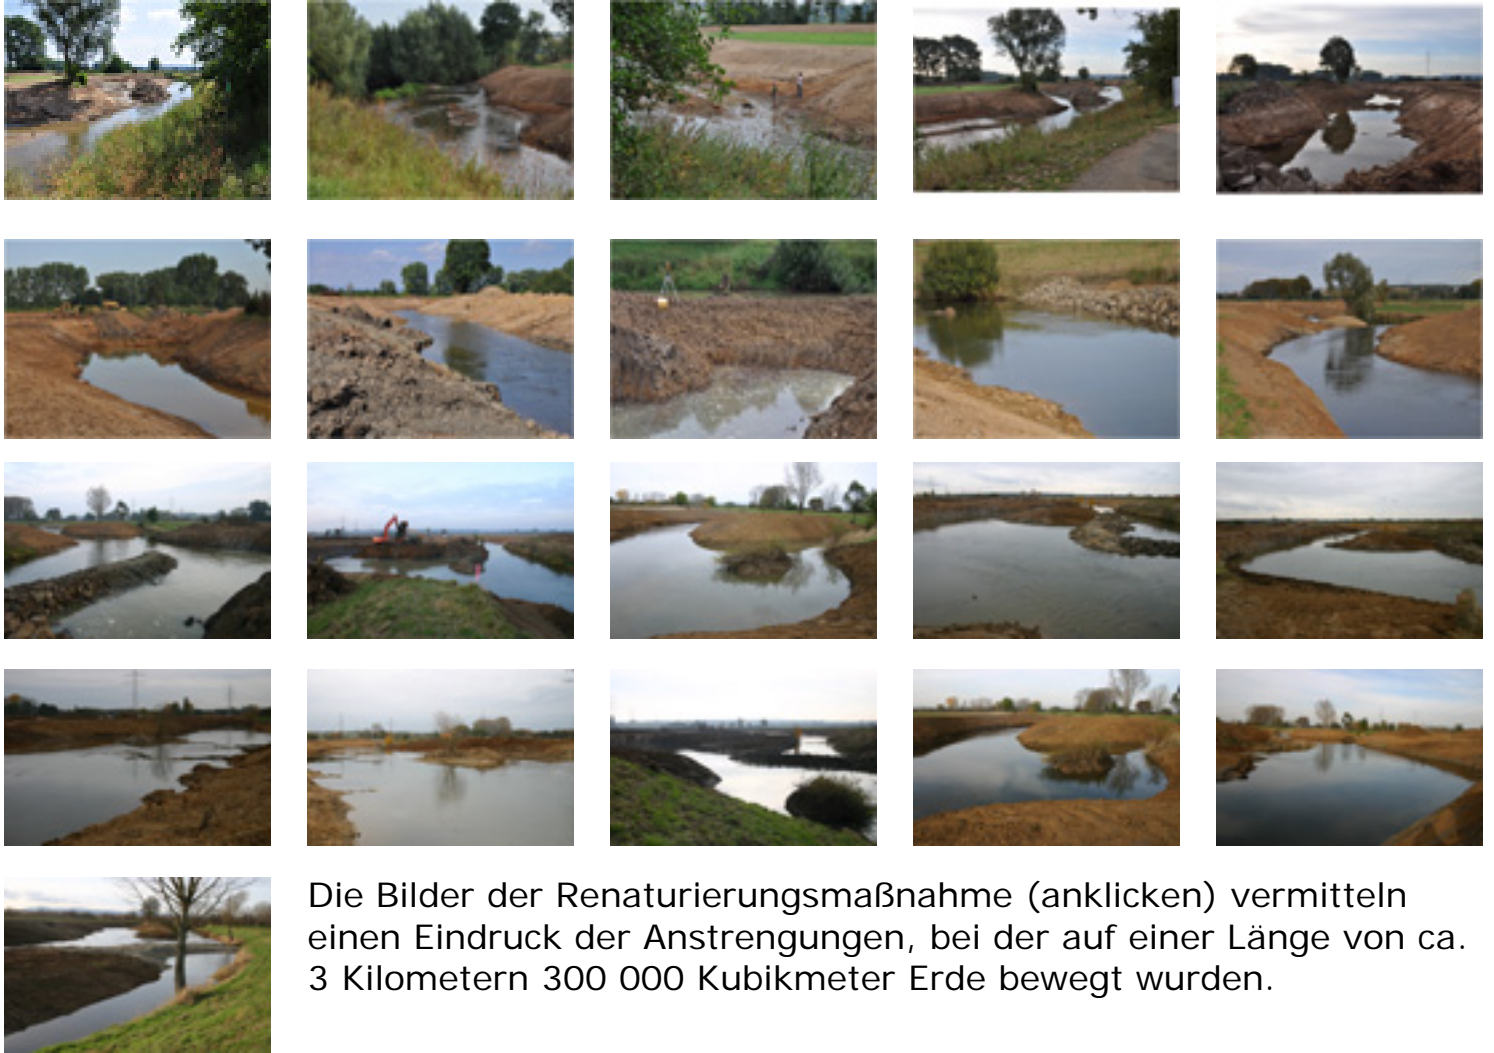 Die Bilder der Renaturierungsmaßnahme (anklicken) vermitteln
einen Eindruck der Anstrengungen, bei der auf einer Länge von ca.
3 Kilometern 300 000 Kubikmeter Erde bewegt wurden.